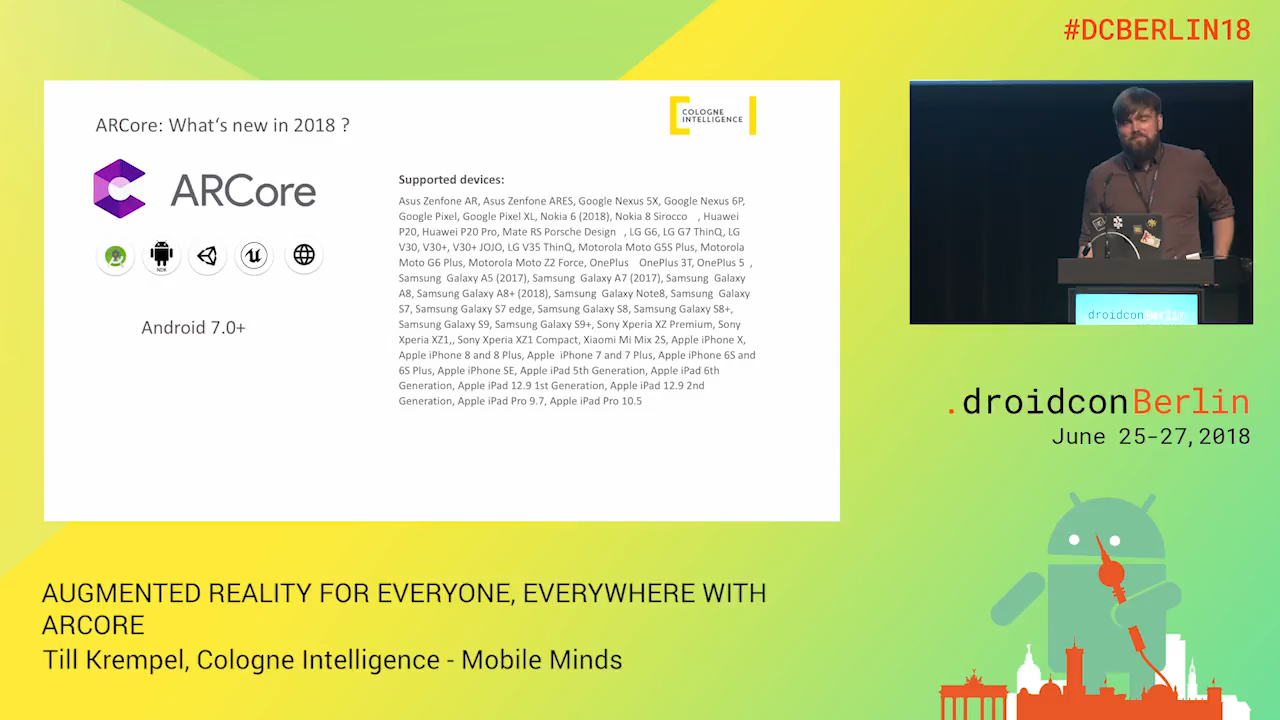 #DCBERLIN18
ARCore: What's new in 2018 ?
COLOGNE
INTELLIGENCE
ARCore
NDK
Android 7.0+
Supported devices:
Asus Zenfone AR, Asus Zenfone ARES, Google Nexus 5X, Google Nexus 6P,
Google Pixel, Google Pixel XL, Nokia 6 (2018), Nokia 8 Sirocco , Huawei
P20, Huawei P20 Pro, Mate RS Porsche Design , LG G6, LG G7 ThinQ, LG
V30, V30+, V30+ JOJO, LG V35 ThinQ, Motorola Moto G5S Plus, Motorola
Moto G6 Plus, Motorola Moto Z2 Force, OnePlus OnePlus 3T, OnePlus 5 ,
Samsung Galaxy A5 (2017), Samsung Galaxy A7 (2017), Samsung Galaxy
A8, Samsung Galaxy A8+ (2018), Samsung Galaxy Note8, Samsung Galaxy
S7, Samsung Galaxy S7 edge, Samsung Galaxy S8, Samsung Galaxy S8+,
Samsung Galaxy S9, Samsung Galaxy S9+, Sony Xperia XZ Premium, Sony
Xperia XZ1,, Sony Xperia XZ1 Compact, Xiaomi Mi Mix 2S, Apple iPhone X,
Apple iPhone 8 and 8 Plus, Apple iPhone 7 and 7 Plus, Apple iPhone 6S and
6S Plus, Apple iPhone SE, Apple iPad 5th Generation, Apple iPad 6th
Generation, Apple iPad 12.9 1st Generation, Apple iPad 12.9 2nd
Generation, Apple iPad Pro 9.7, Apple iPad Pro 10.5
droidconBerlin
.droidconBerlin
June 25-27,2018
AUGMENTED REALITY FOR EVERYONE, EVERYWHERE WITH
ARCORE
Till Krempel, Cologne Intelligence - Mobile Minds